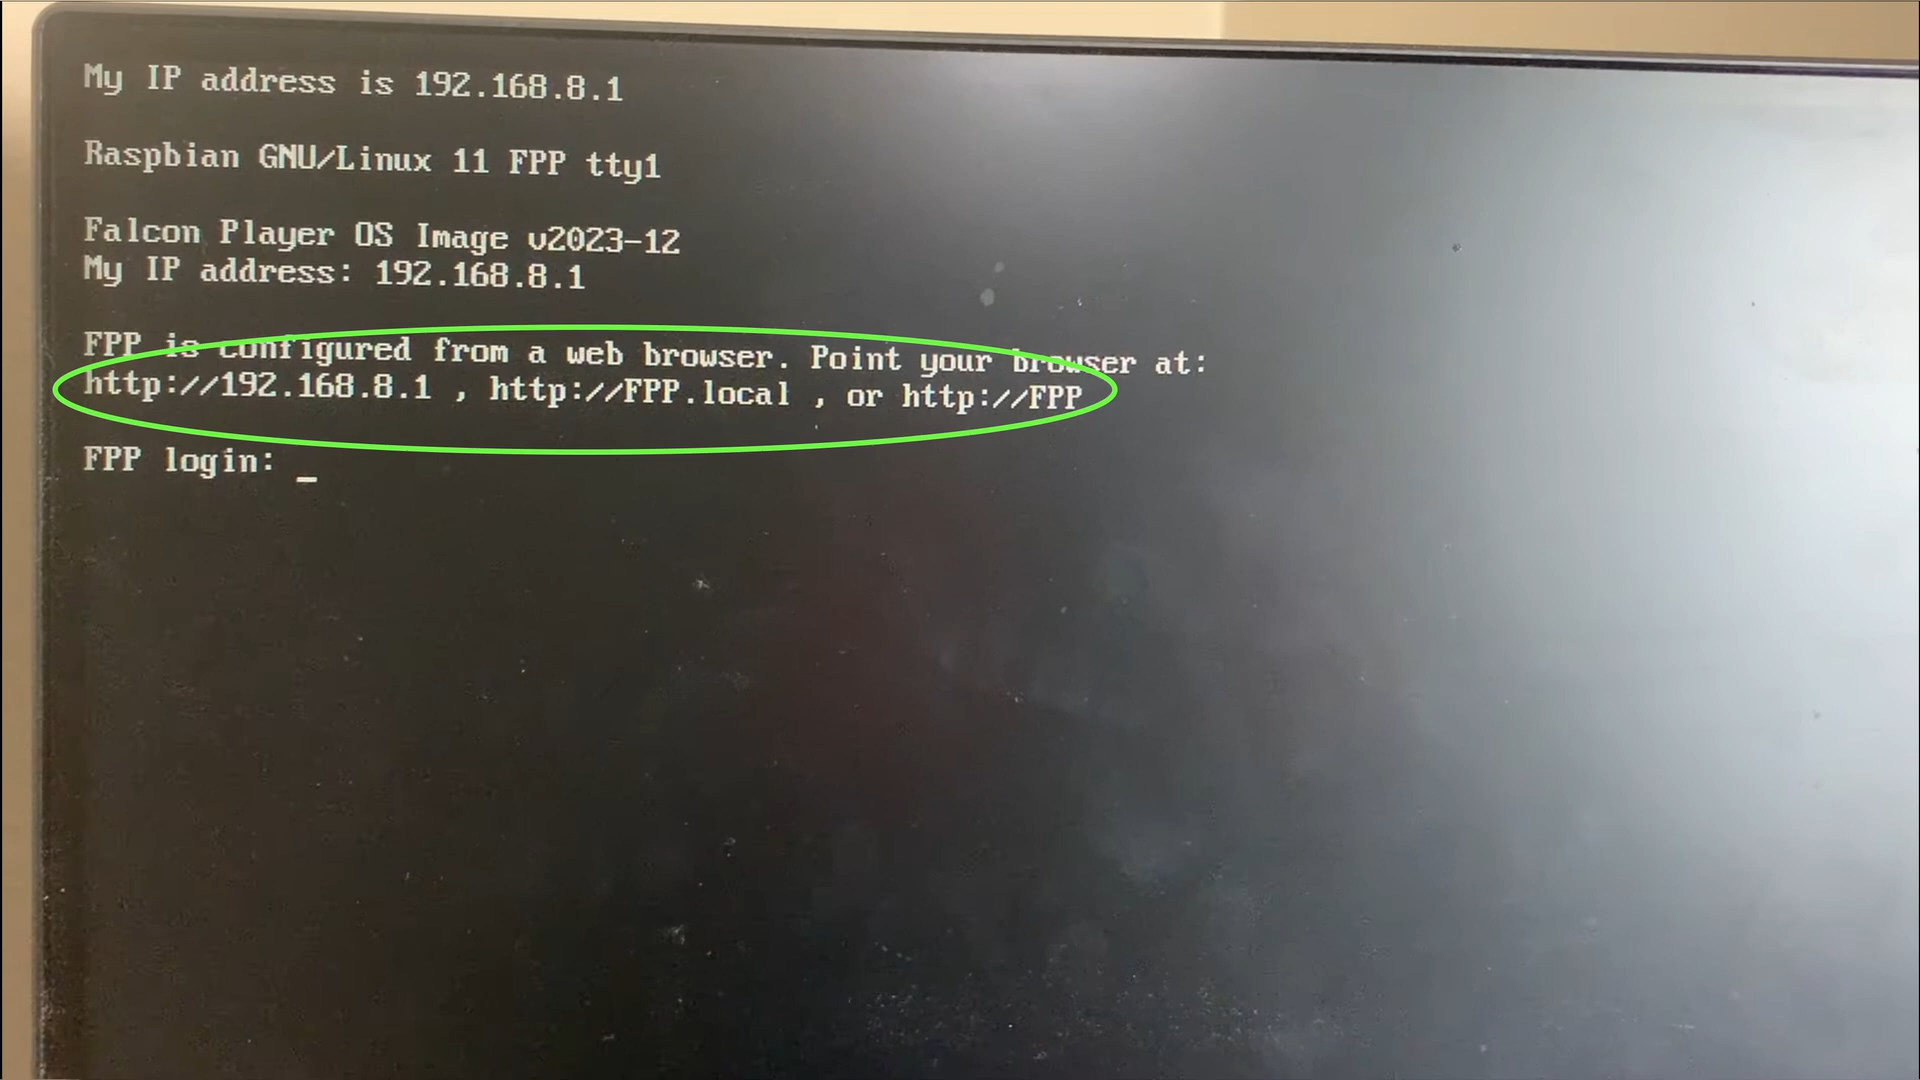 My IP address is 192.168.8.1
Raspbian GNU/Linux 11 FPP tty1
Falcon Player OS Image v2023-12
My IP address: 192.168.8.1
FPP is configured from a web browser. Point your browser at:
http://192.168.8.1 , http://FPP.local , or http://FPP
FPP login: _